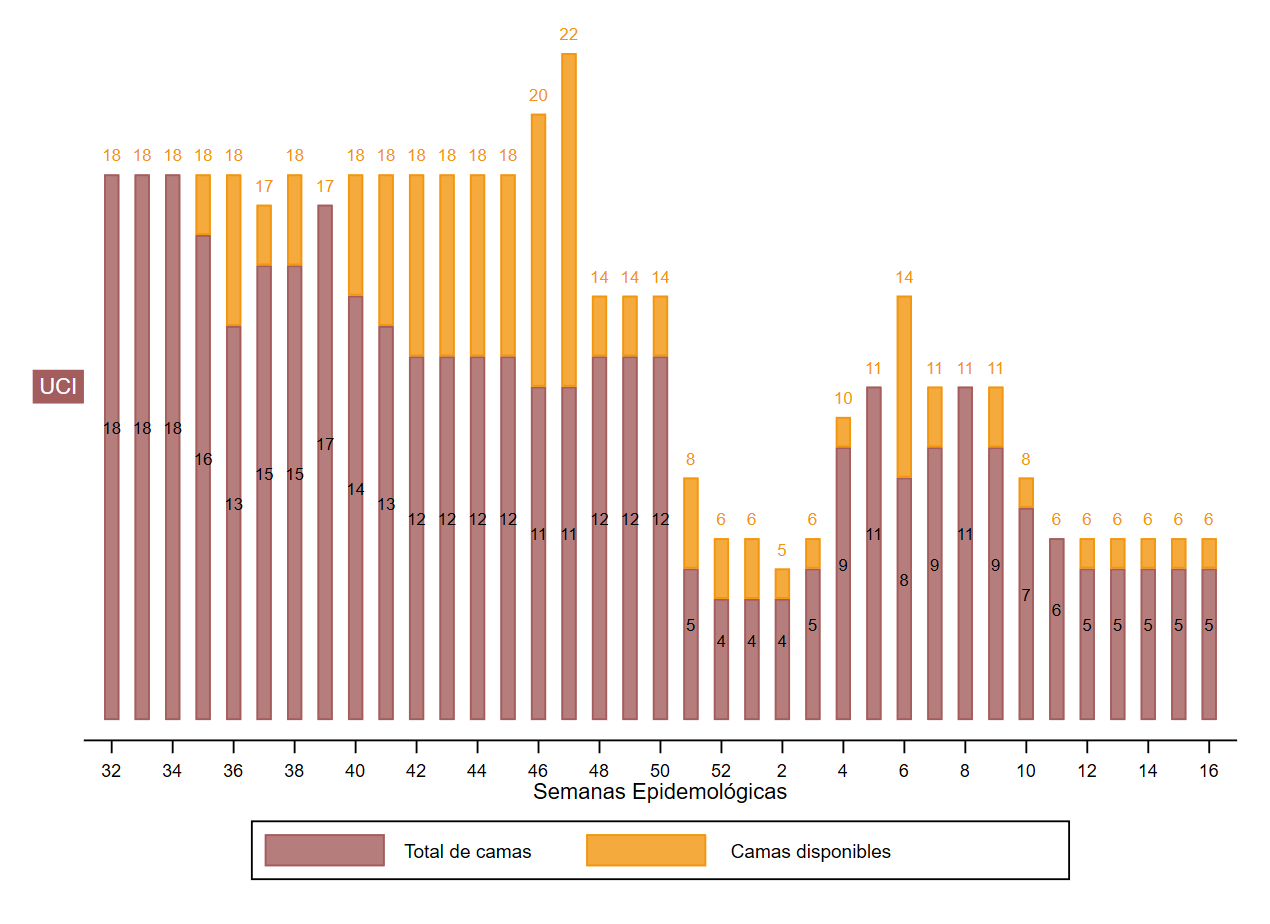 22
20
18 18 18 18 18 18 18 18 18 18 18 18
17 17
14 14 14 14
11 11 11
10
8 8
6 6 6 6 6 6 6 6 6
5
UCI
18 18 18
17
16
15 15
14
13 13
12 12 12 12 12 12 12
11 11 11 11
9 9 9
8
7
6
5 5 5 5 5 5 5
4 4 4
32 34 36 38 40 42 44 46 48 50 52 2 4 6 8 10 12 14 16
Semanas Epidemológicas
Total de camas Camas disponibles